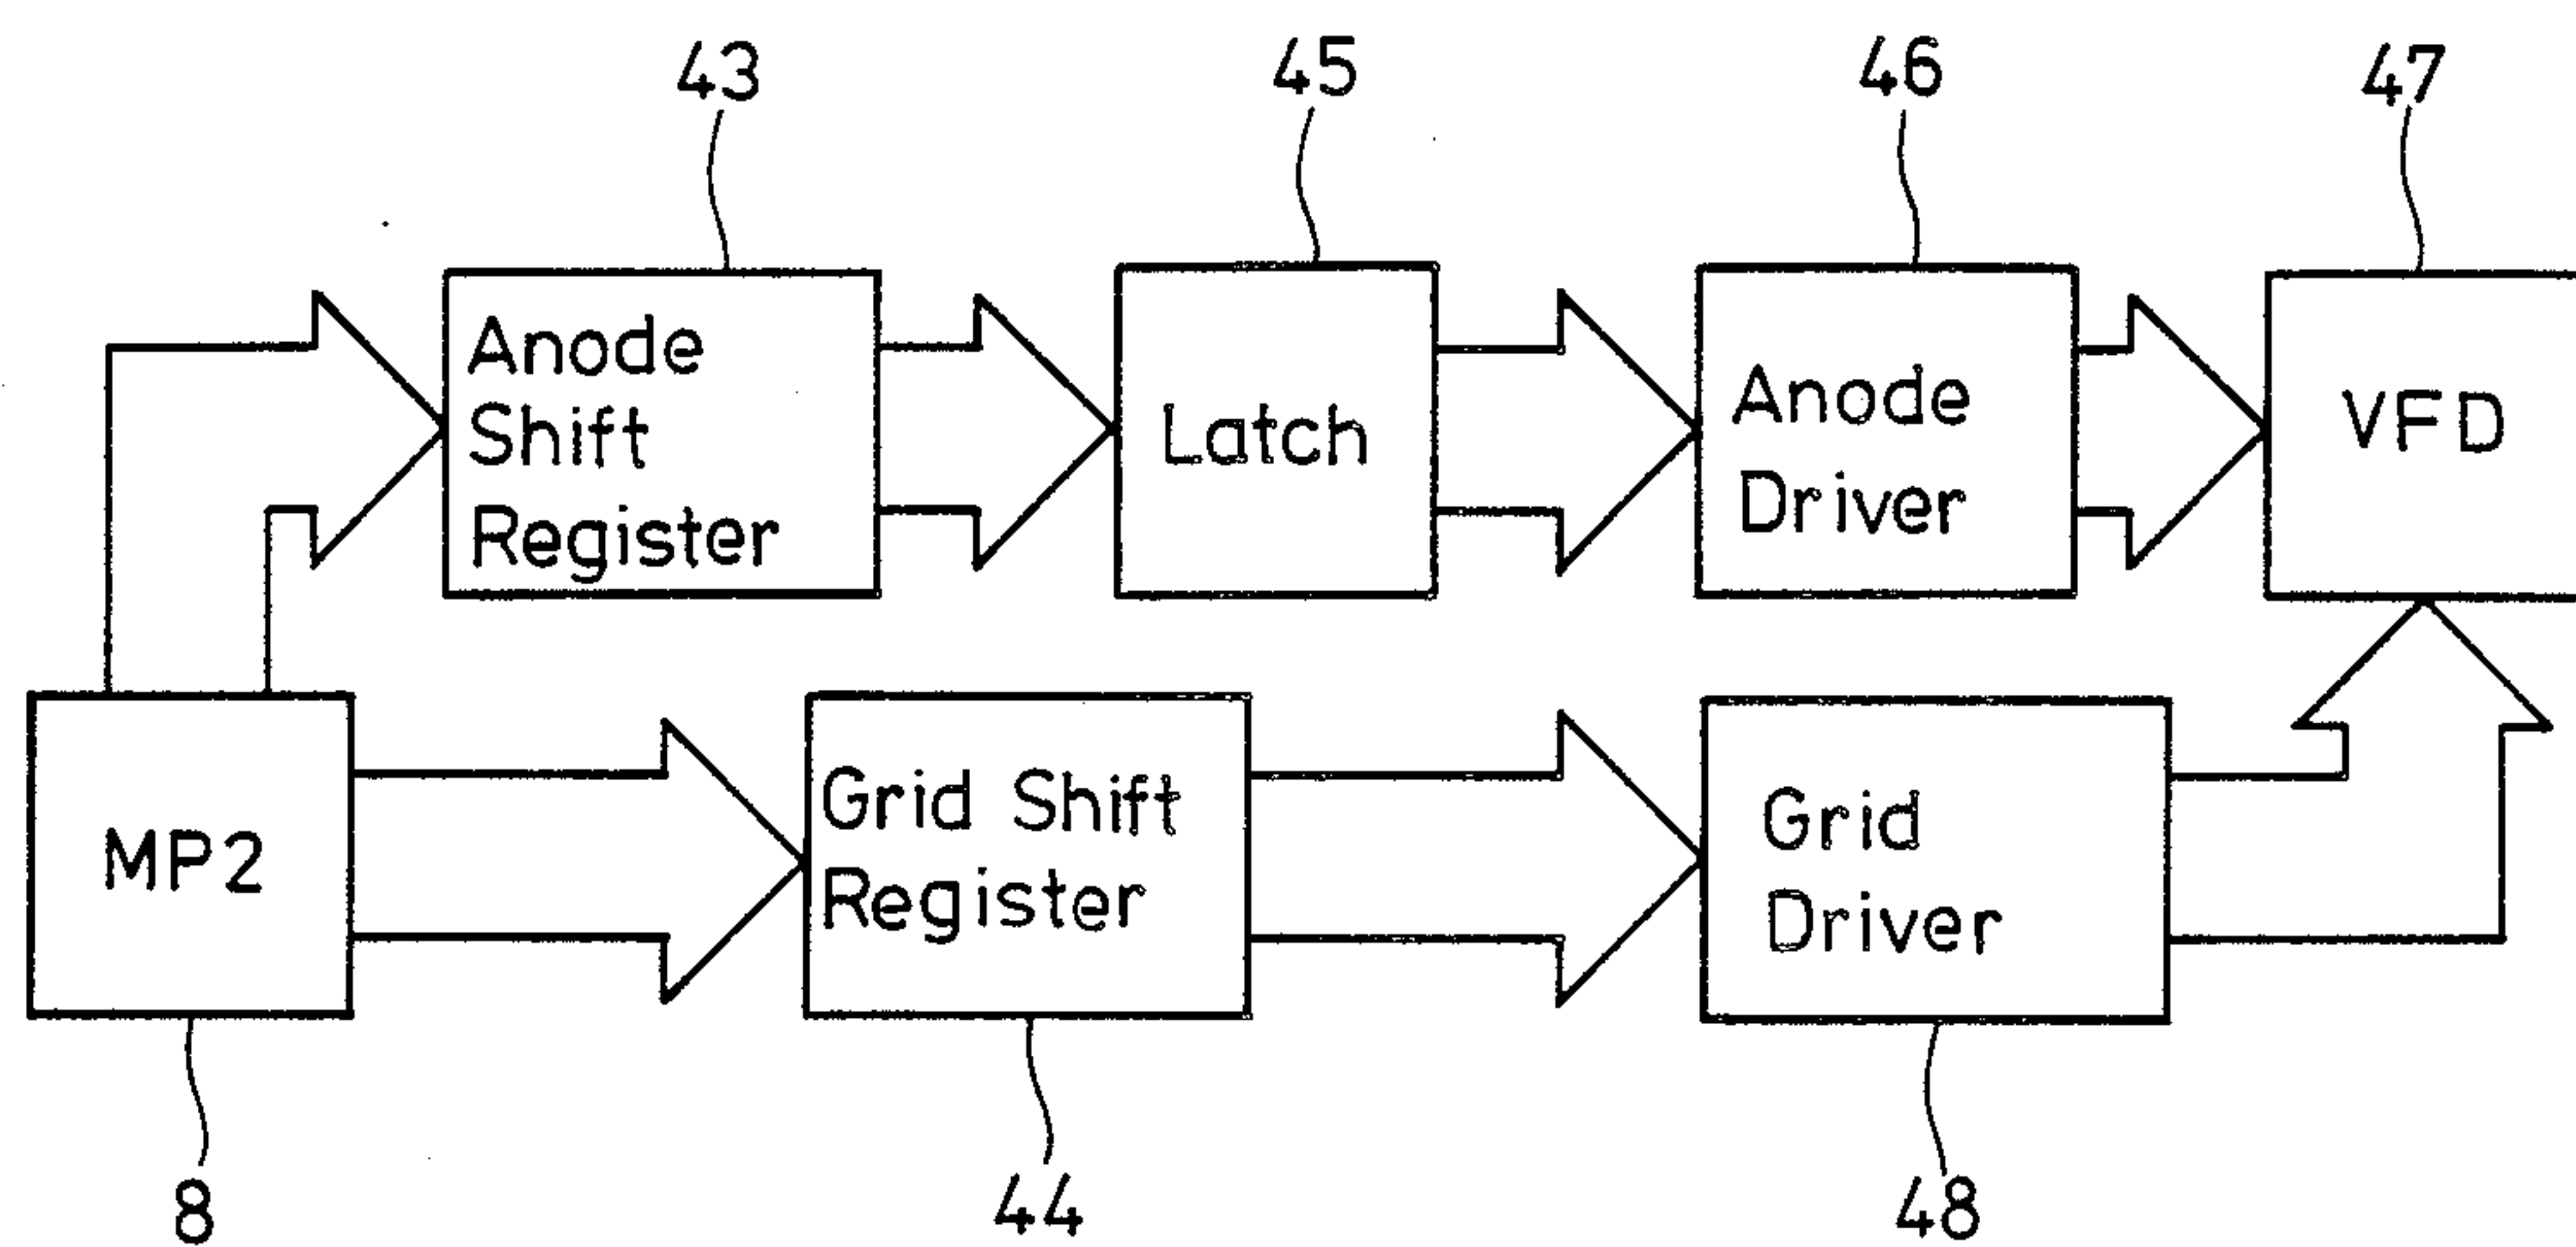 43
45
46
47
Anode
Shift
Register
Latch
Anode
Driver
VFD
MP2
Grid Shift
Register
Grid
Driver
8
44
48